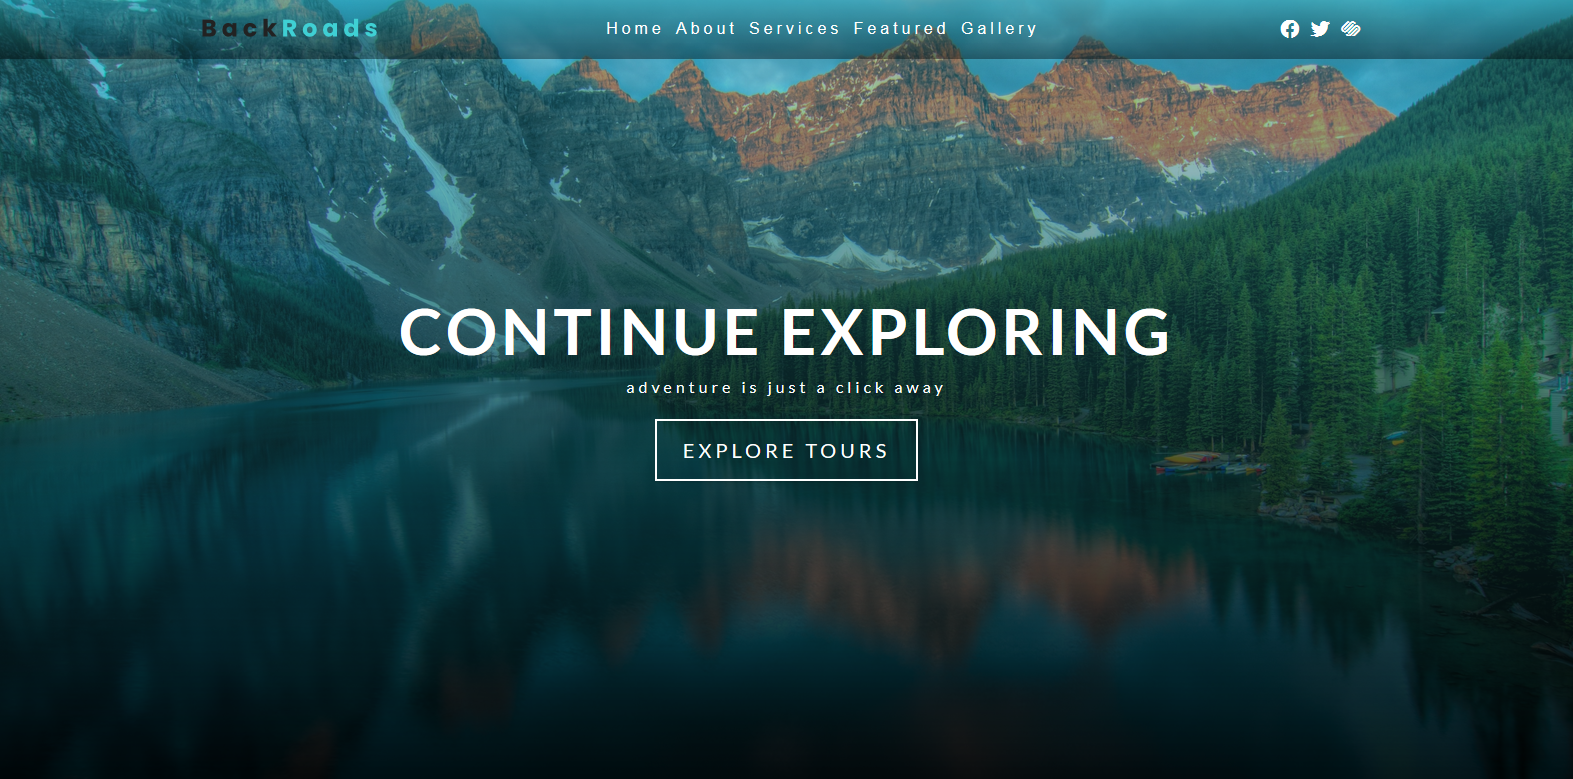 BackRoads
Home About Services Featured Gallery
CONTINUE EXPLORING
adventure is just a click away
EXPLORE TOURS